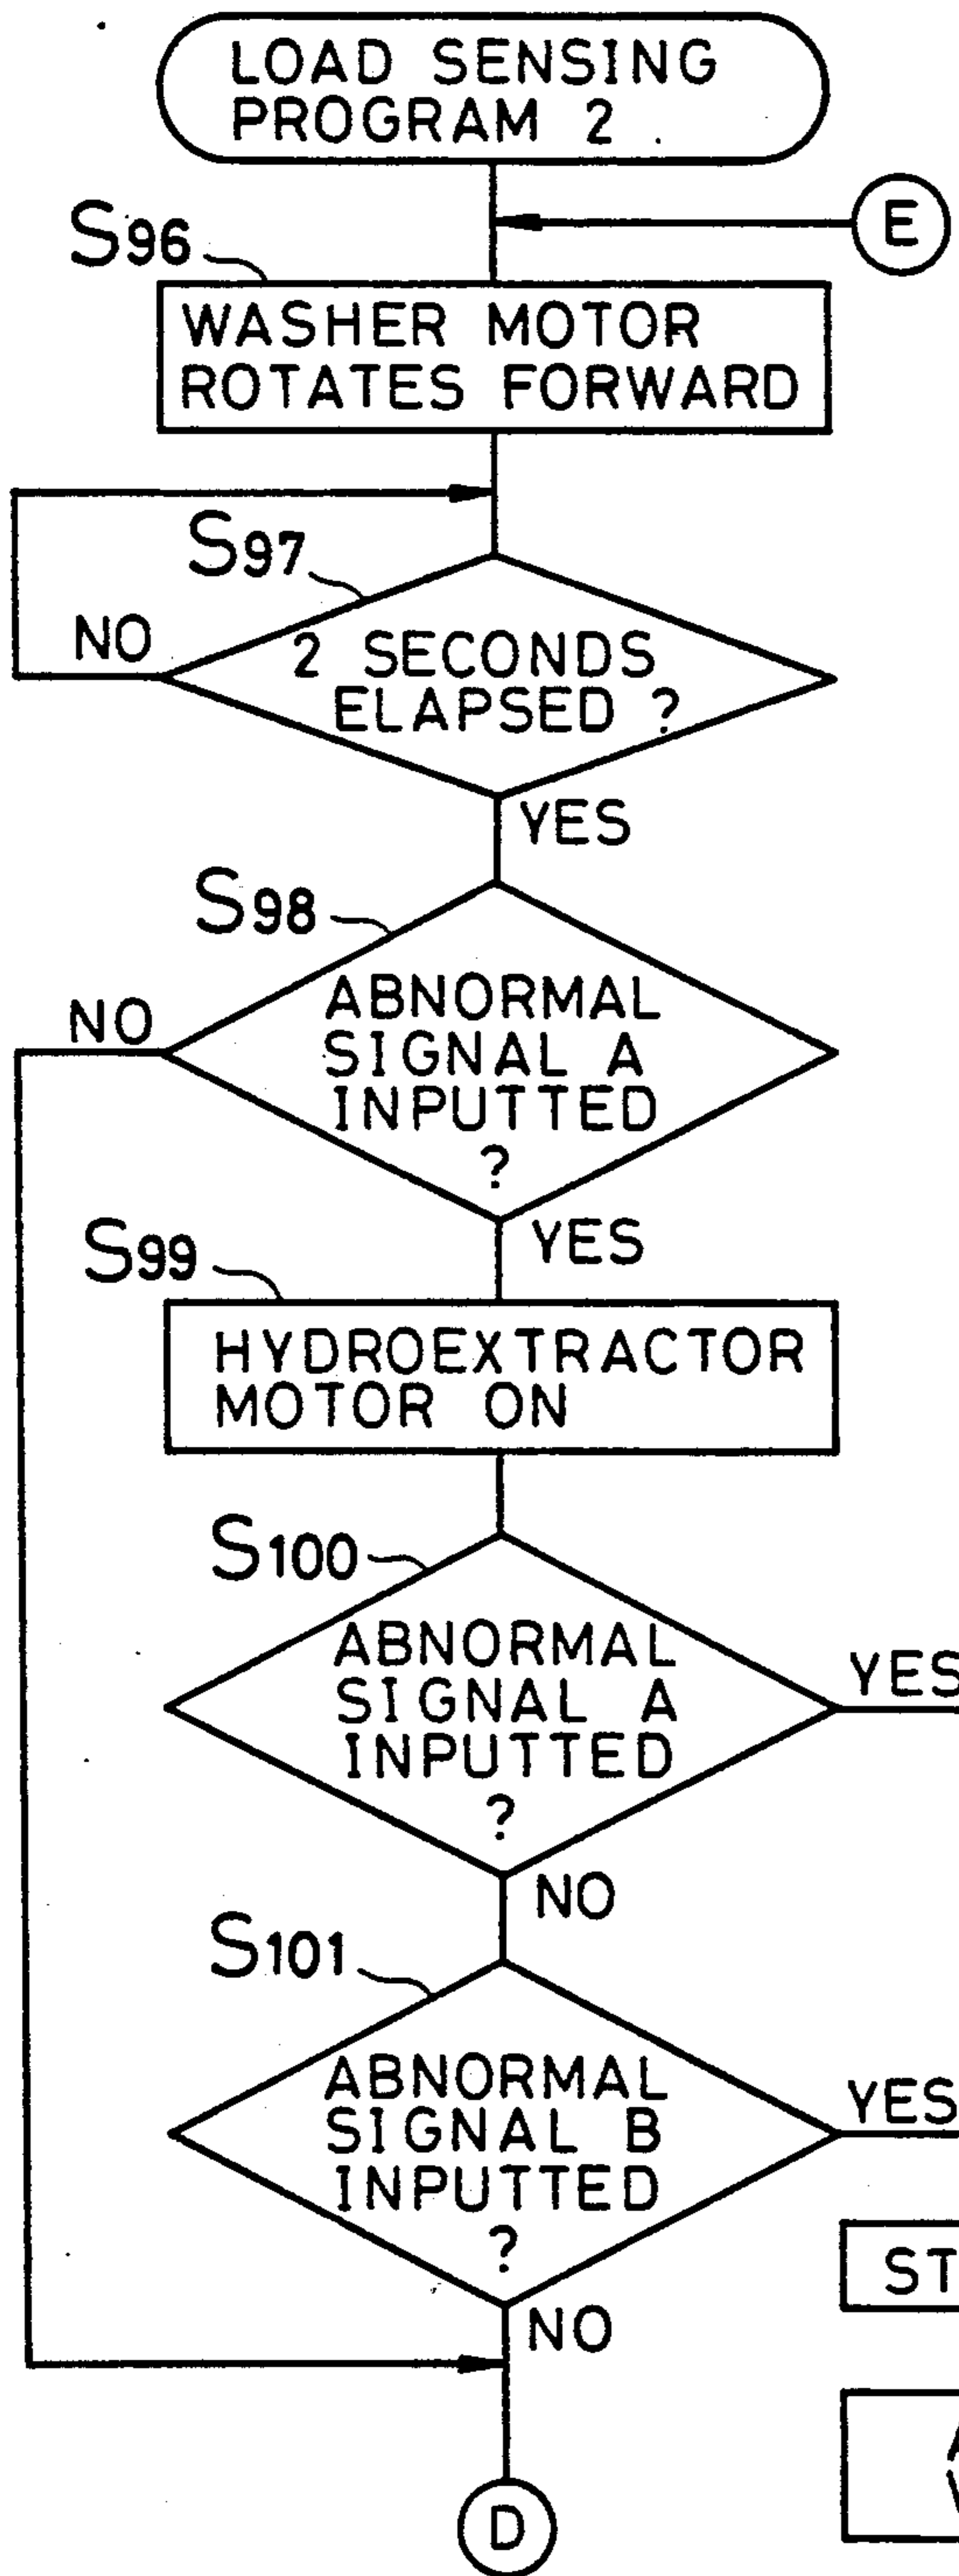 LOAD SENSING
PROGRAM 2
E
S96
WASHER MOTOR
ROTATES FORWARD
S97
NO
2 SECONDS
ELAPSED ?
YES
S98
NO
ABNORMAL
SIGNAL A
INPUTTED
?
YES
S99
HYDROEXTRACTOR
MOTOR ON
S100
ABNORMAL
SIGNAL A
INPUTTED
?
YES
NO
S101
ABNORMAL
SIGNAL B
INPUTTED
?
YES
ST
NO
D